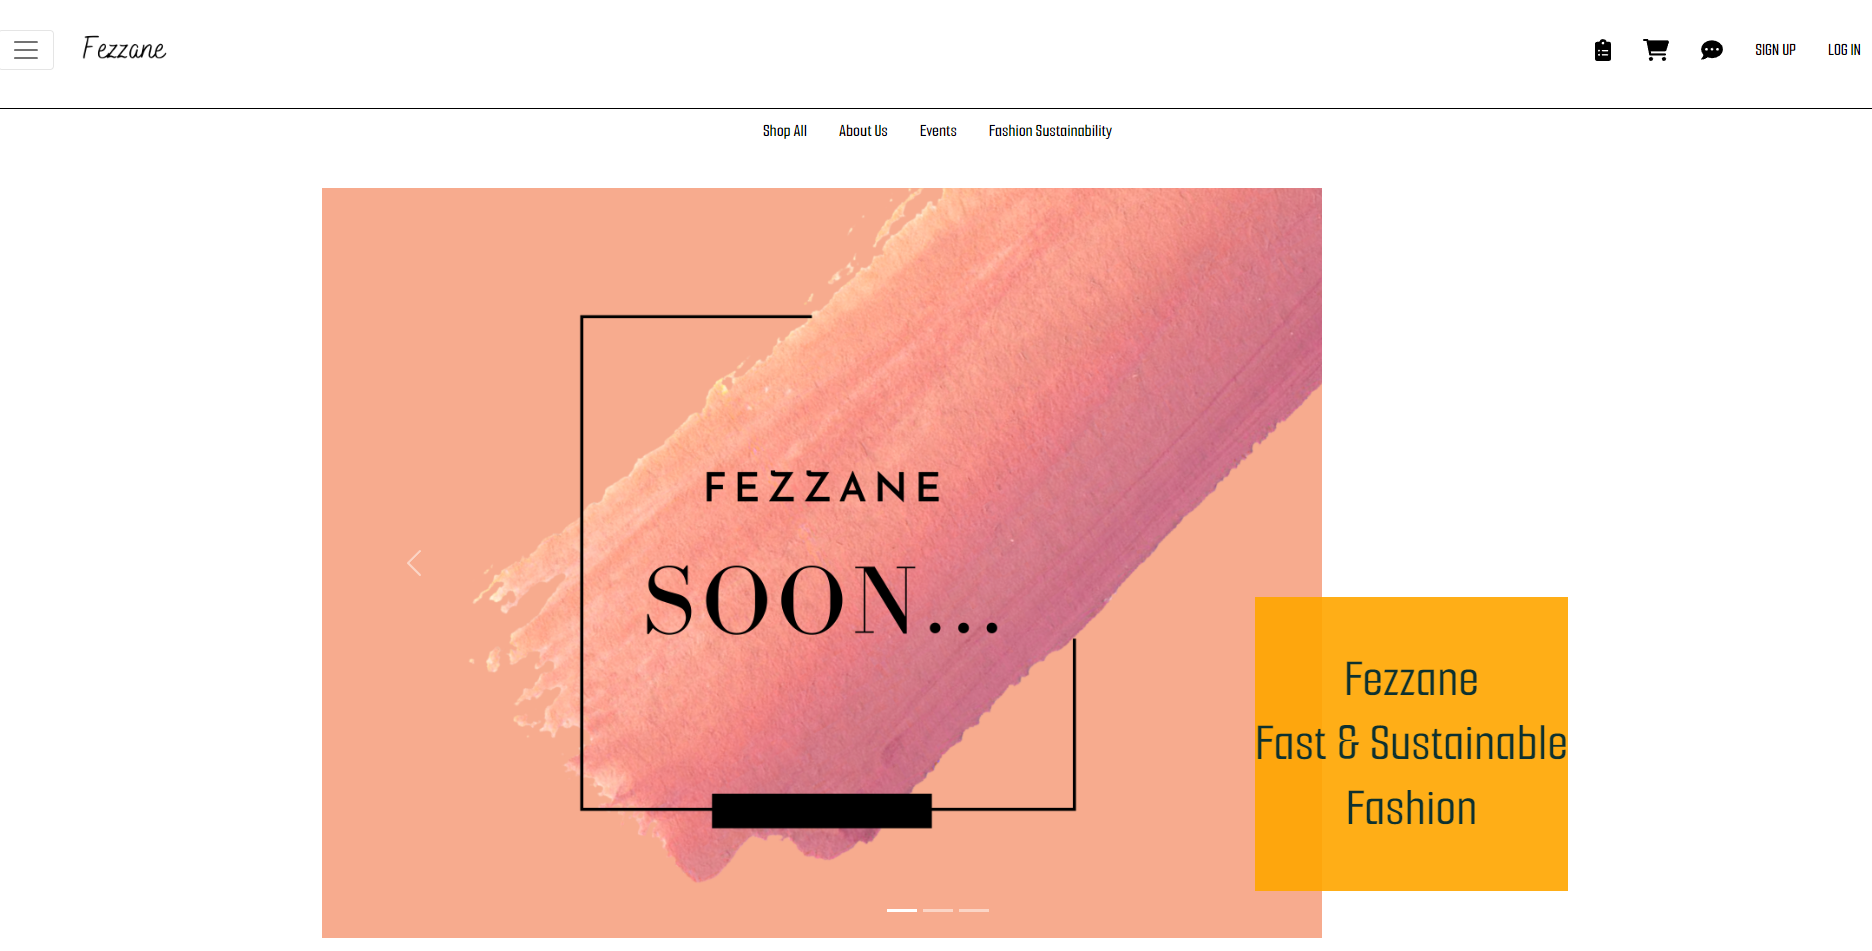 Fezzane
SIGN UP
LOG IN
Shop All
About Us
Events
Fashion Sustainability
FEZZANE
SOON...
Fezzane
Fast & Sustainable
Fashion